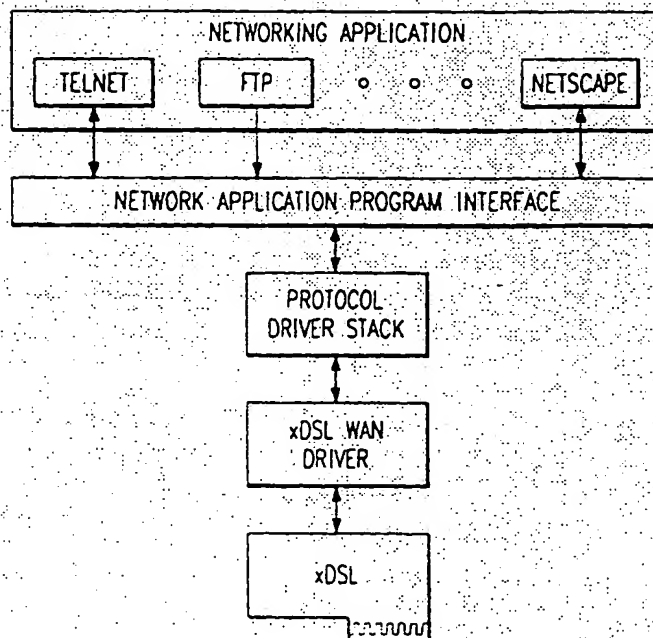 NETWORKING APPLICATION
TELNET
FTP
NETSCAPE
NETWORK APPLICATION PROGRAM INTERFACE
PROTOCOL
DRIVER STACK
xDSL WAN
DRIVER
xDSL